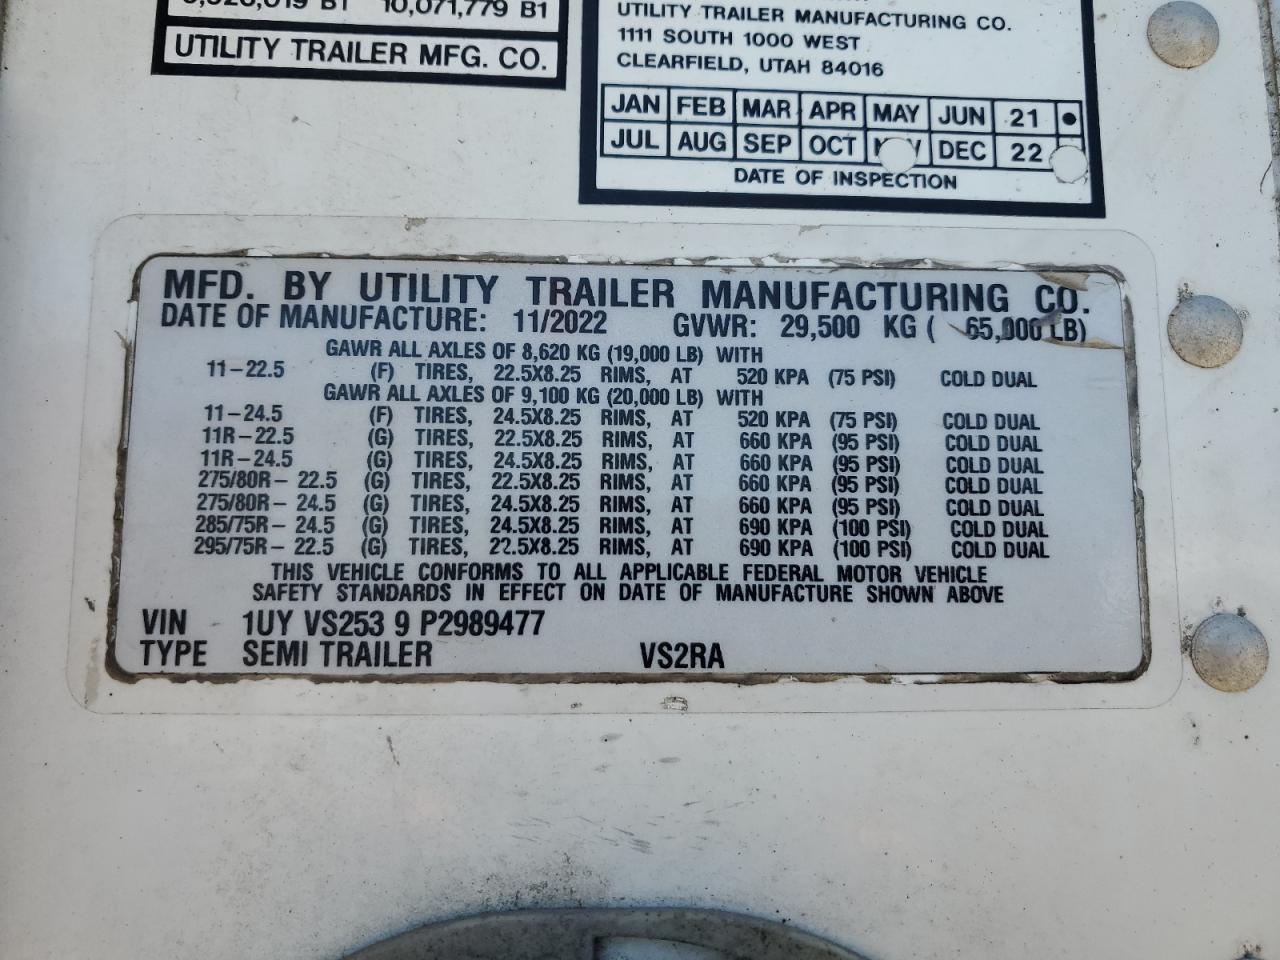 10,071,779 B1
UTILITY TRAILER MFG. CO.
UTILITY TRAILER MANUFACTURING CO.
1111 SOUTH 1000 WEST
CLEARFIELD, UTAH 84016
JAN FEB MAR APR MAY JUN 21
JUL AUG SEP OCT DEC 22
DATE OF INSPECTION
MFD. BY UTILITY TRAILER MANUFACTURING CO.
DATE OF MANUFACTURE: 11/2022 GVWR: 29,500 KG ( 65,000 LB)
GAWR ALL AXLES OF 8,620 KG (19,000 LB) WITH
11-22.5 (F) TIRES, 22.5X8.25 RIMS, AT 520 KPA (75 PSI) COLD DUAL
GAWR ALL AXLES OF 9,100 KG (20,000 LB) WITH
11-24.5 (F) TIRES, 24.5X8.25 RIMS, AT 520 KPA (75 PSI) COLD DUAL
11R-22.5 (G) TIRES, 22.5X8.25 RIMS, AT 660 KPA (95 PSI) COLD DUAL
11R-24.5 (G) TIRES, 24.5X8.25 RIMS, AT 660 KPA (95 PSI) COLD DUAL
275/80R- 22.5 (G) TIRES, 22.5X8.25 RIMS, AT 660 KPA (95 PSI) COLD DUAL
275/80R- 24.5 (G) TIRES, 24.5X8.25 RIMS, AT 660 KPA (95 PSI) COLD DUAL
285/75R- 24.5 (G) TIRES, 24.5X8.25 RIMS, AT 690 KPA (100 PSI) COLD DUAL
295/75R- 22.5 (G) TIRES, 22.5X8.25 RIMS, AT 690 KPA (100 PSI) COLD DUAL
THIS VEHICLE CONFORMS TO ALL APPLICABLE FEDERAL MOTOR VEHICLE
SAFETY STANDARDS IN EFFECT ON DATE OF MANUFACTURE SHOWN ABOVE
VIN 1UY VS253 9 P2989477
TYPE SEMI TRAILER VS2RA